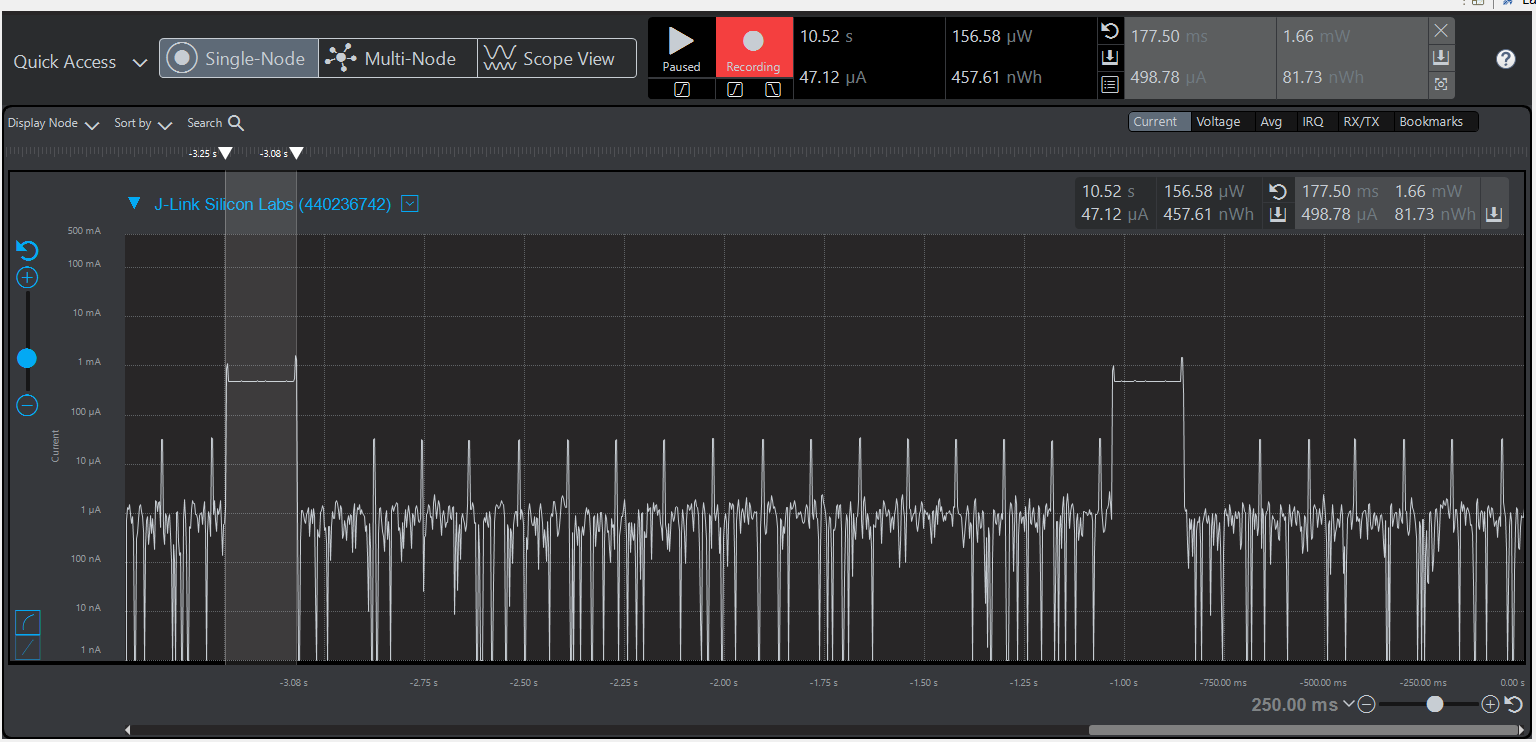 Quick Access
Single-Node
Multi-Node
Scope View
Paused
Recording
10.52 s
156.58 µW
47.12 µA
457.61 nWh
177.50 ms
1.66 mW
498.78 µA
81.73 nWh
?
Display Node
Sort by
Search
Current
Voltage
Avg
IRQ
RX/TX
Bookmarks
-3.25 s
-3.08 s
J-Link Silicon Labs (440236742)
10.52 s
156.58 µW
177.50 ms
1.66 mW
47.12 µA
457.61 nWh
498.78 µA
81.73 nWh
500 mA
100 mA
10 mA
1 mA
100 µA
10 µA
1 µA
100 nA
10 nA
1 nA
Current
-3.08 s
-2.75 s
-2.50 s
-2.25 s
-2.00 s
-1.75 s
-1.50 s
-1.25 s
-1.00 s
-750.00 ms
-500.00 ms
-250.00 ms
0.00 s
250.00 ms